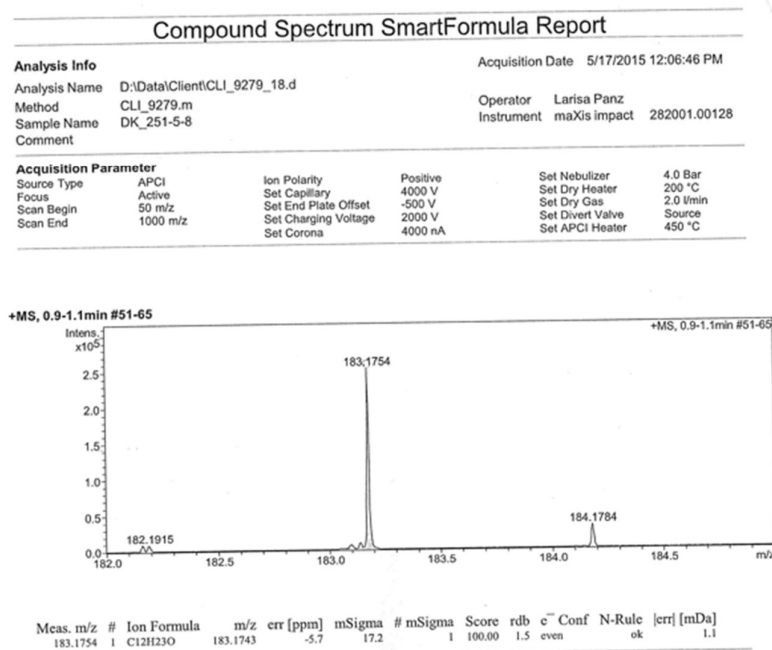 Compound Spectrum SmartFormula Report
Analysis Info
Acquisition Date 5/17/2015 12:06:46 PM
Analysis Name D:\Data\Client\CLI_9279_18.d
Method CLI_9279.m
Operator Larisa Panz
Sample Name DK_251-5-8
Instrument maXis impact 282001.00128
Comment
Acquisition Parameter
Source Type APCI Ion Polarity Positive Set Nebulizer 4.0 Bar
Focus Active Set Capillary 4000 V Set Dry Heater 200 °C
Scan Begin 50 m/z Set End Plate Offset -500 V Set Dry Gas 2.0 l/min
Scan End 1000 m/z Set Charging Voltage 2000 V Set Divert Valve Source
Set Corona 4000 nA Set APCI Heater 450 °C
+MS, 0.9-1.1min #51-65
Intens.
x10⁵
+MS, 0.9-1.1min #51-65
183.1754
2.5
2.0
1.5
1.0
0.5
184.1784
182.1915
0.0
182.0 182.5 183.0 183.5 184.0 184.5 m/z
Meas. m/z # Ion Formula m/z err [ppm] mSigma # mSigma Score rdb e⁻ Conf N-Rule |err| [mDa]
183.1754 1 C12H23O 183.1743 -5.7 17.2 1 100.00 1.5 even ok 1.1